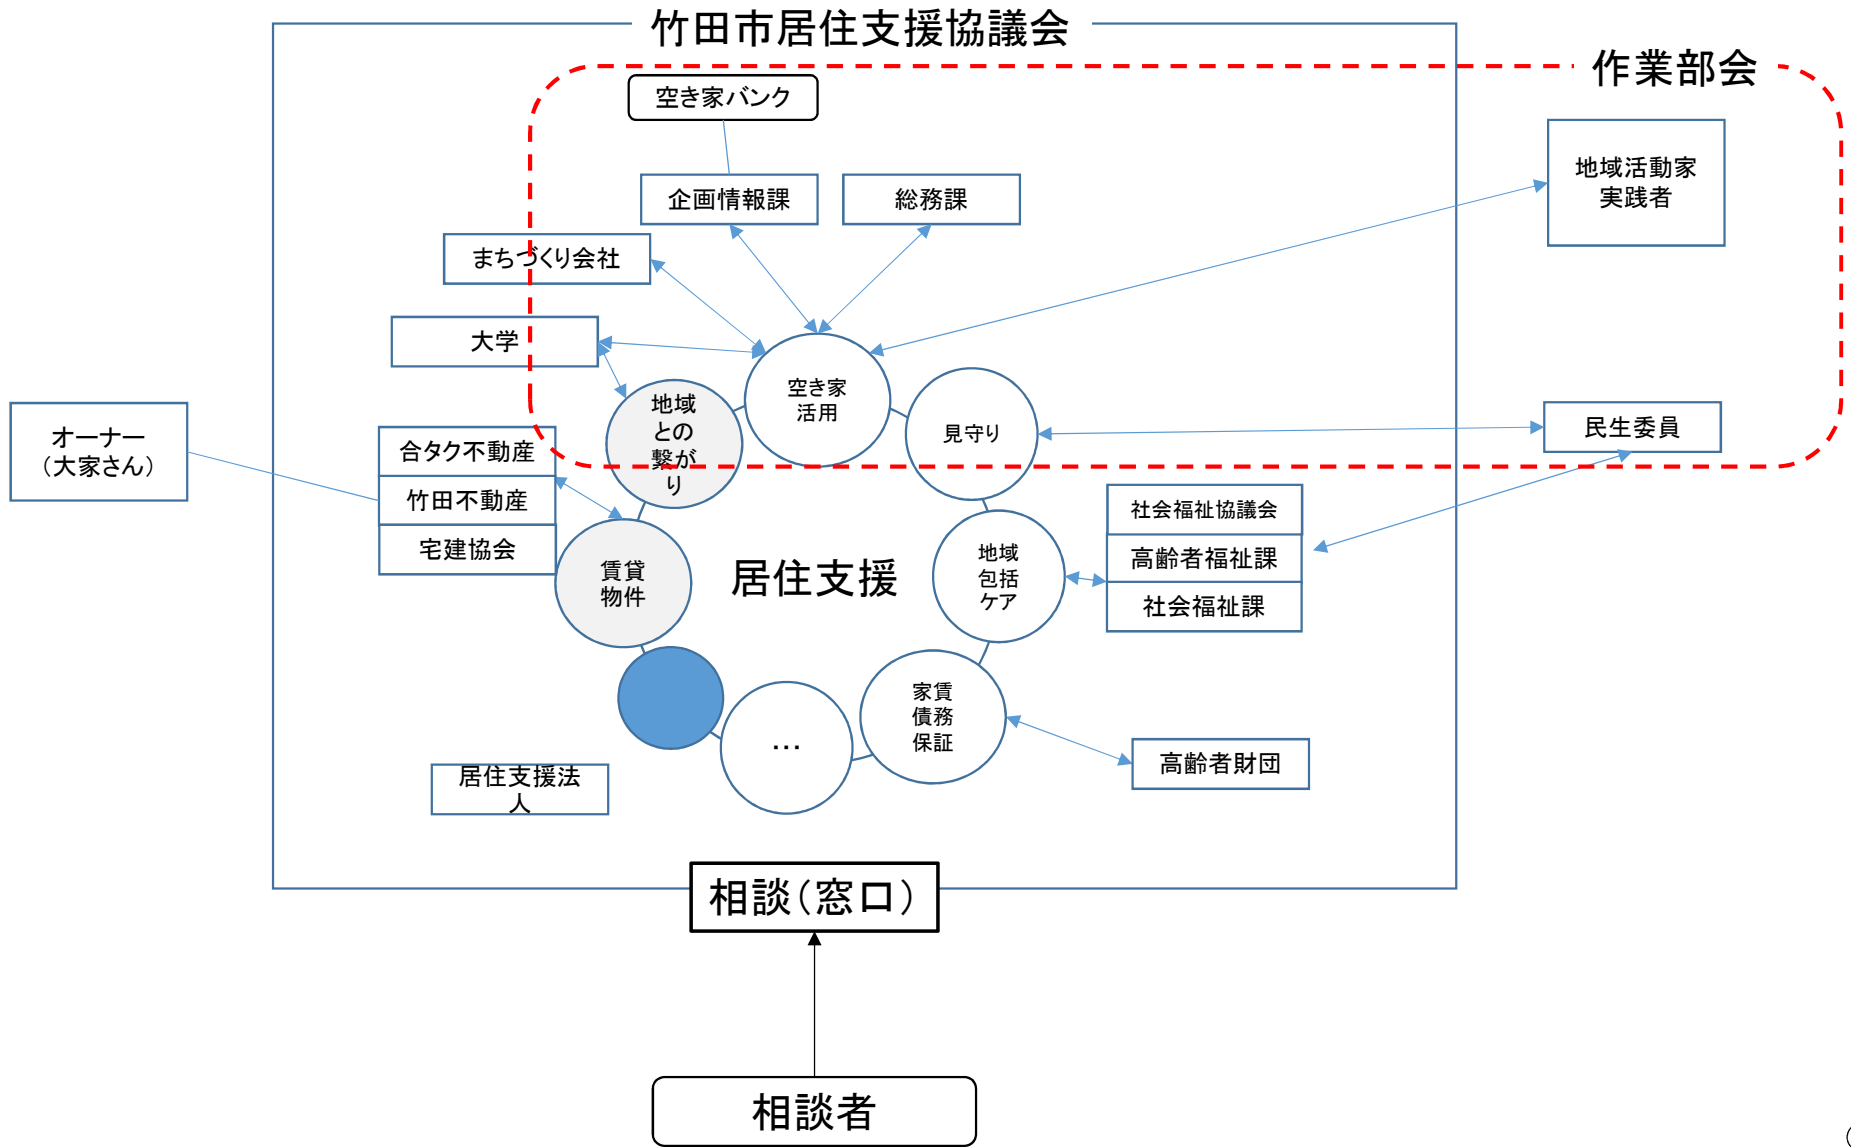 竹田市居住支援協議会
作業部会
空き家バンク
地域活動家
実践者
企画情報課
総務課
まちづくり会社
大学
空き家
活用
地域
との
繋が
り
見守り
民生委員
オーナー
（大家さん）
合タク不動産
竹田不動産
宅建協会
社会福祉協議会
高齢者福祉課
社会福祉課
地域
包括
ケア
居住支援
賃貸
物件
家賃
債務
保証
…
高齢者財団
居住支援法
人
相談（窓口）
相談者